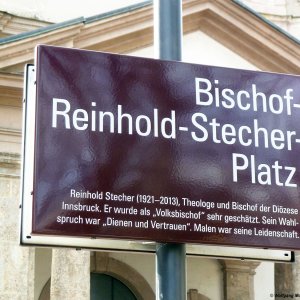 Bischof-
Reinhold-Stecher-
Platz
Reinhold Stecher (1921–2013), Theologe und Bischof der Diözese
Innsbruck. Er wurde als „Volksbischof“ sehr geschätzt. Sein Wahl-
spruch war „Dienen und Vertrauen“. Malen war seine Leidenschaft.